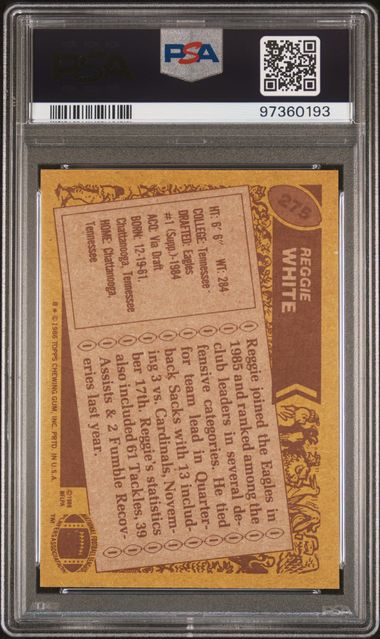 PSA
PSA
97360193
275
REGGIE
WHITE
HT: 6' 6" WT: 284
COLLEGE: Tennessee
DRAFTED: Eagles
#1 (Supp.)-1984
ACQ: Via Draft
BORN: 12-19-61,
Chattanooga, Tennessee
HOME: Chattanooga,
Tennessee
Reggie joined the Eagles in
1985 and ranked among the
club leaders in several de-
fensive categories. He tied
for team lead in Quarter-
back Sacks with 13 includ-
ing 3 vs. Cardinals, Novem-
ber 17th. Reggie's statistics
also included 61 Tackles, 39
Assists & 2 Fumble Recov-
eries last year.
© 1986 TOPPS CHEWING GUM, INC. PRTD. IN U.S.A.